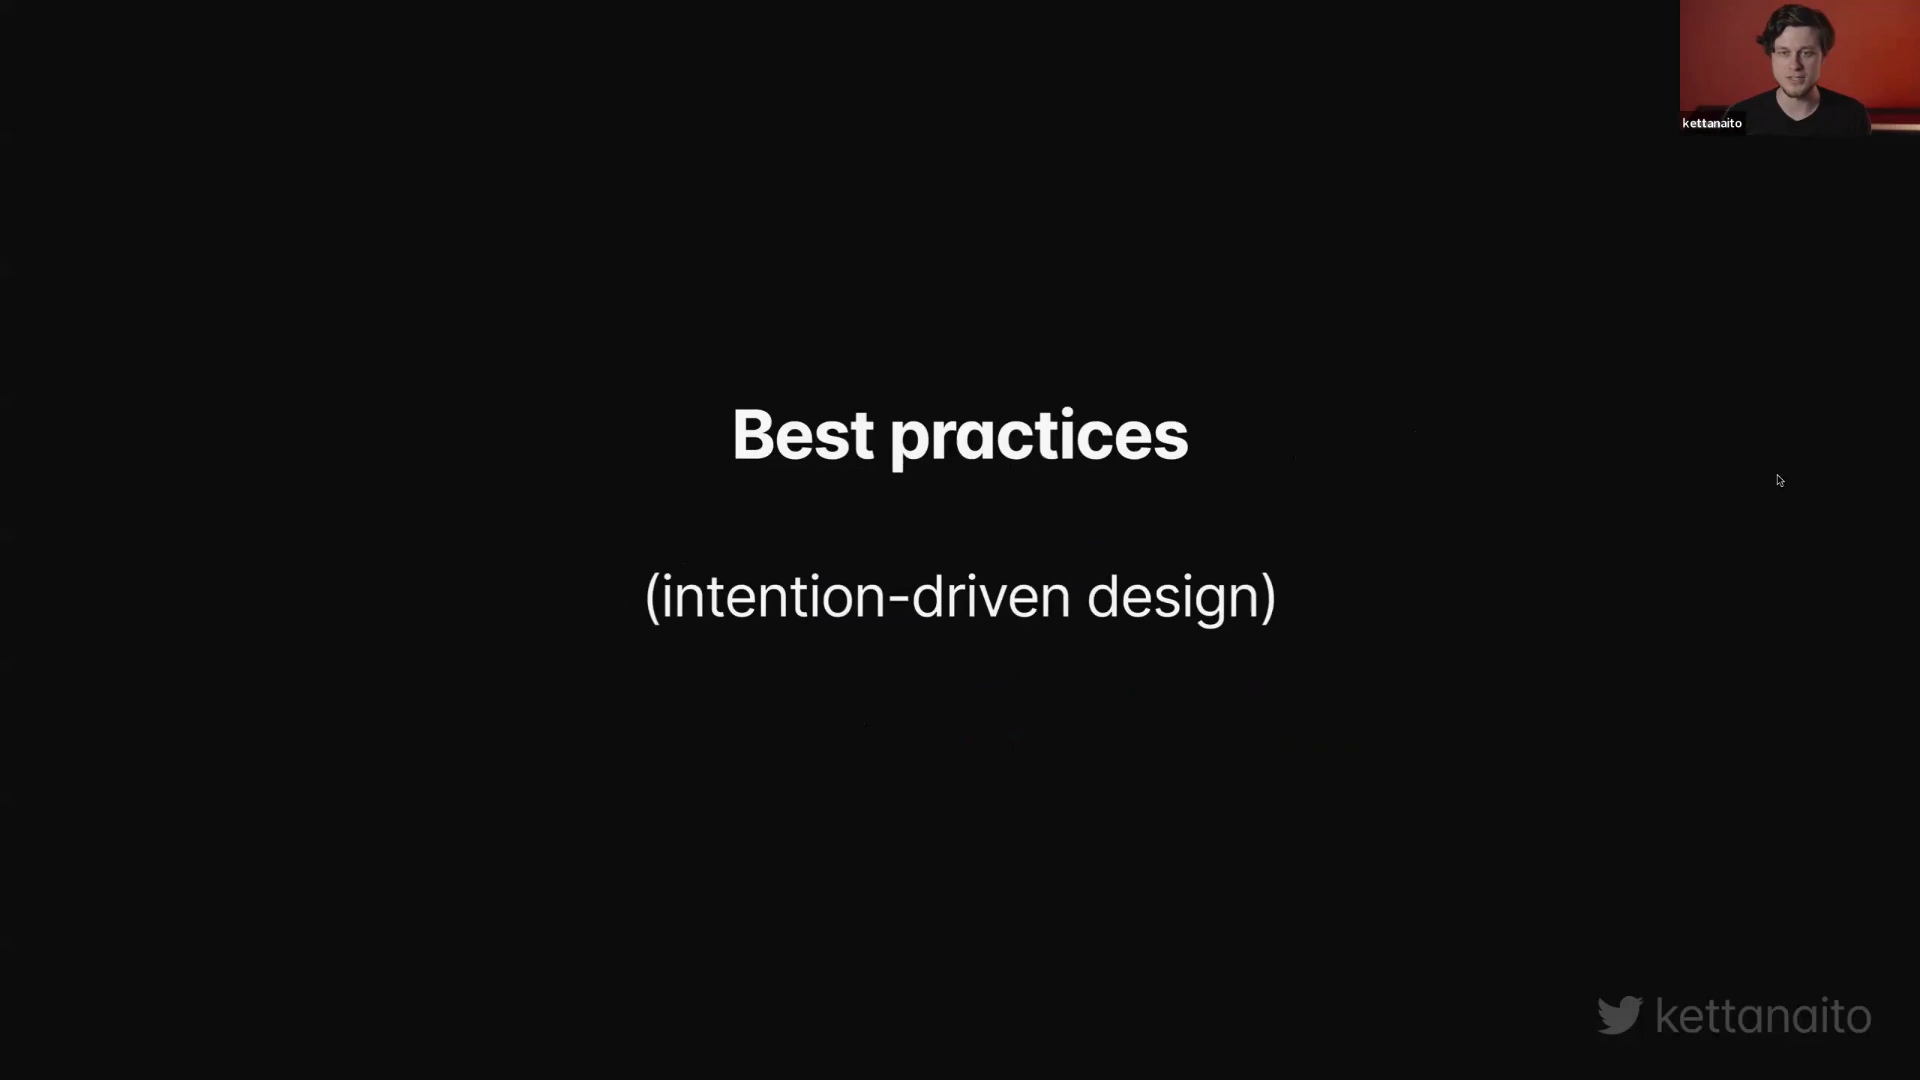 kettanaito
Best practices
(intention-driven design)
kettanaito